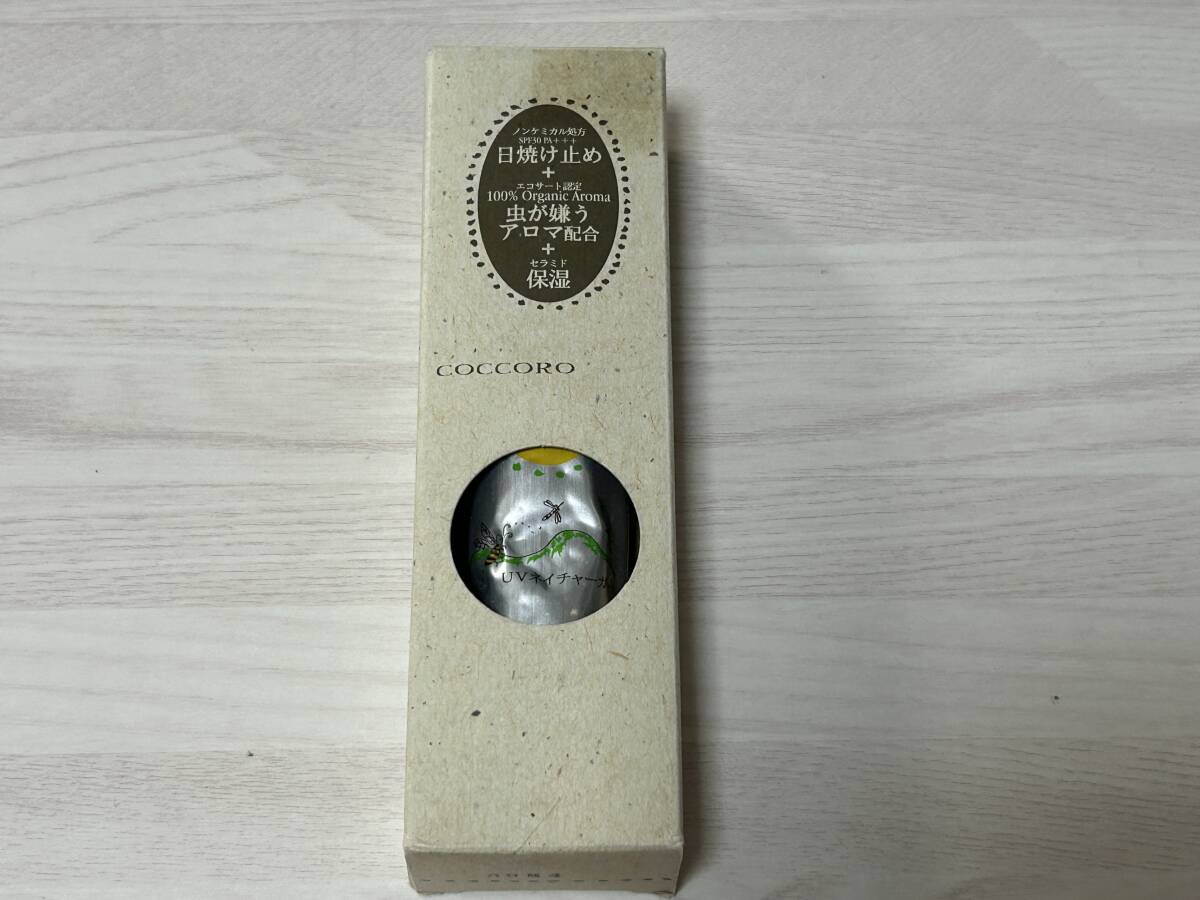 ノンケミカル処方
SPF30 PA+++
日焼け止め
+
エコサート認定
100% Organic Aroma
虫が嫌う
アロマ配合
+
セラミド
保湿
COCCORO
UVネイチャー